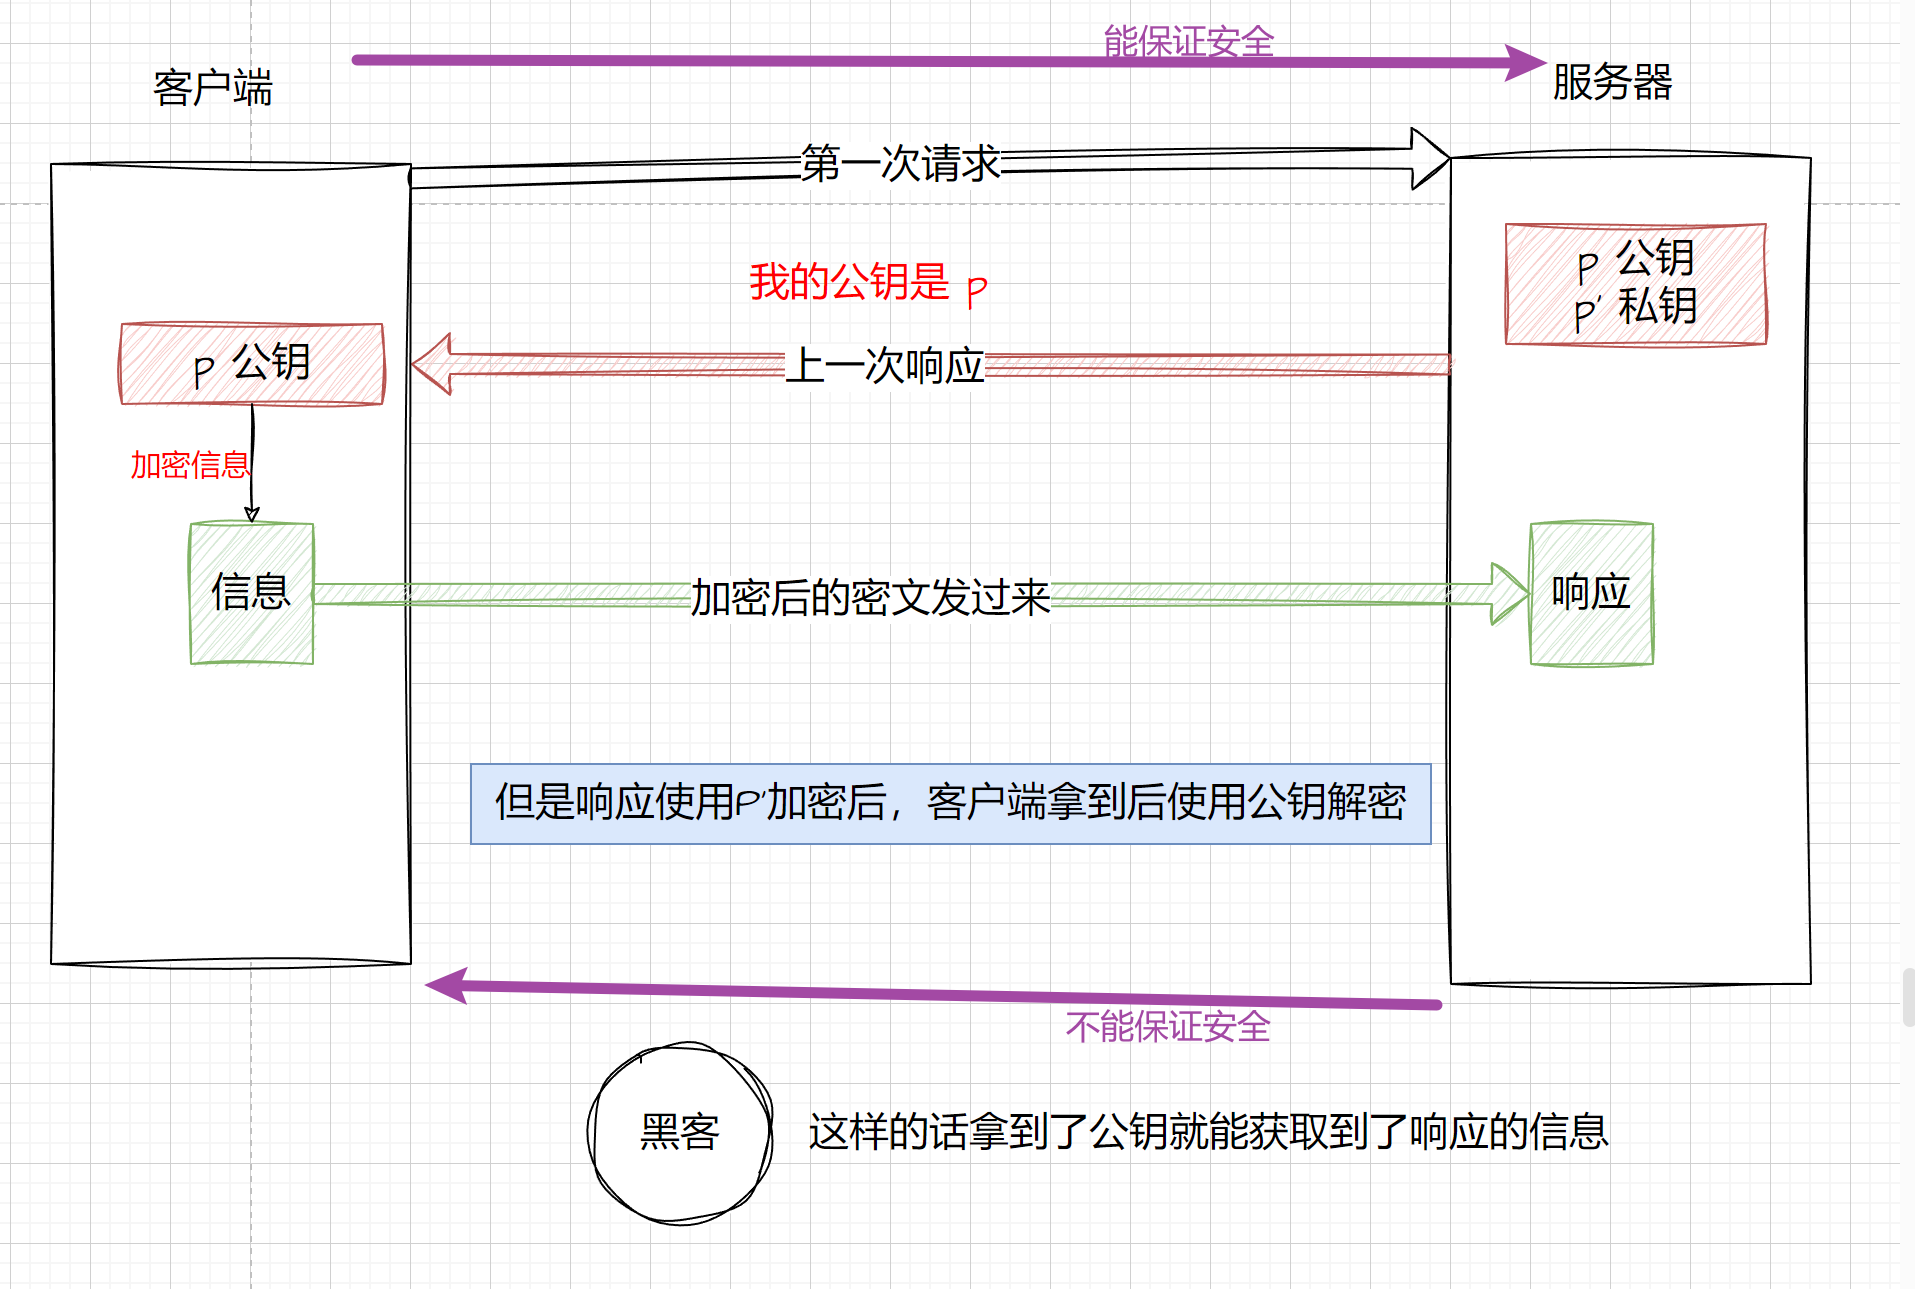 能保证安全
客户端
服务器
第一次请求
p 公钥
p' 私钥
我的公钥是 p
上一次响应
p 公钥
加密信息
信息
加密后的密文发过来
响应
但是响应使用p'加密后，客户端拿到后使用公钥解密
不能保证安全
黑客
这样的话拿到了公钥就能获取到了响应的信息